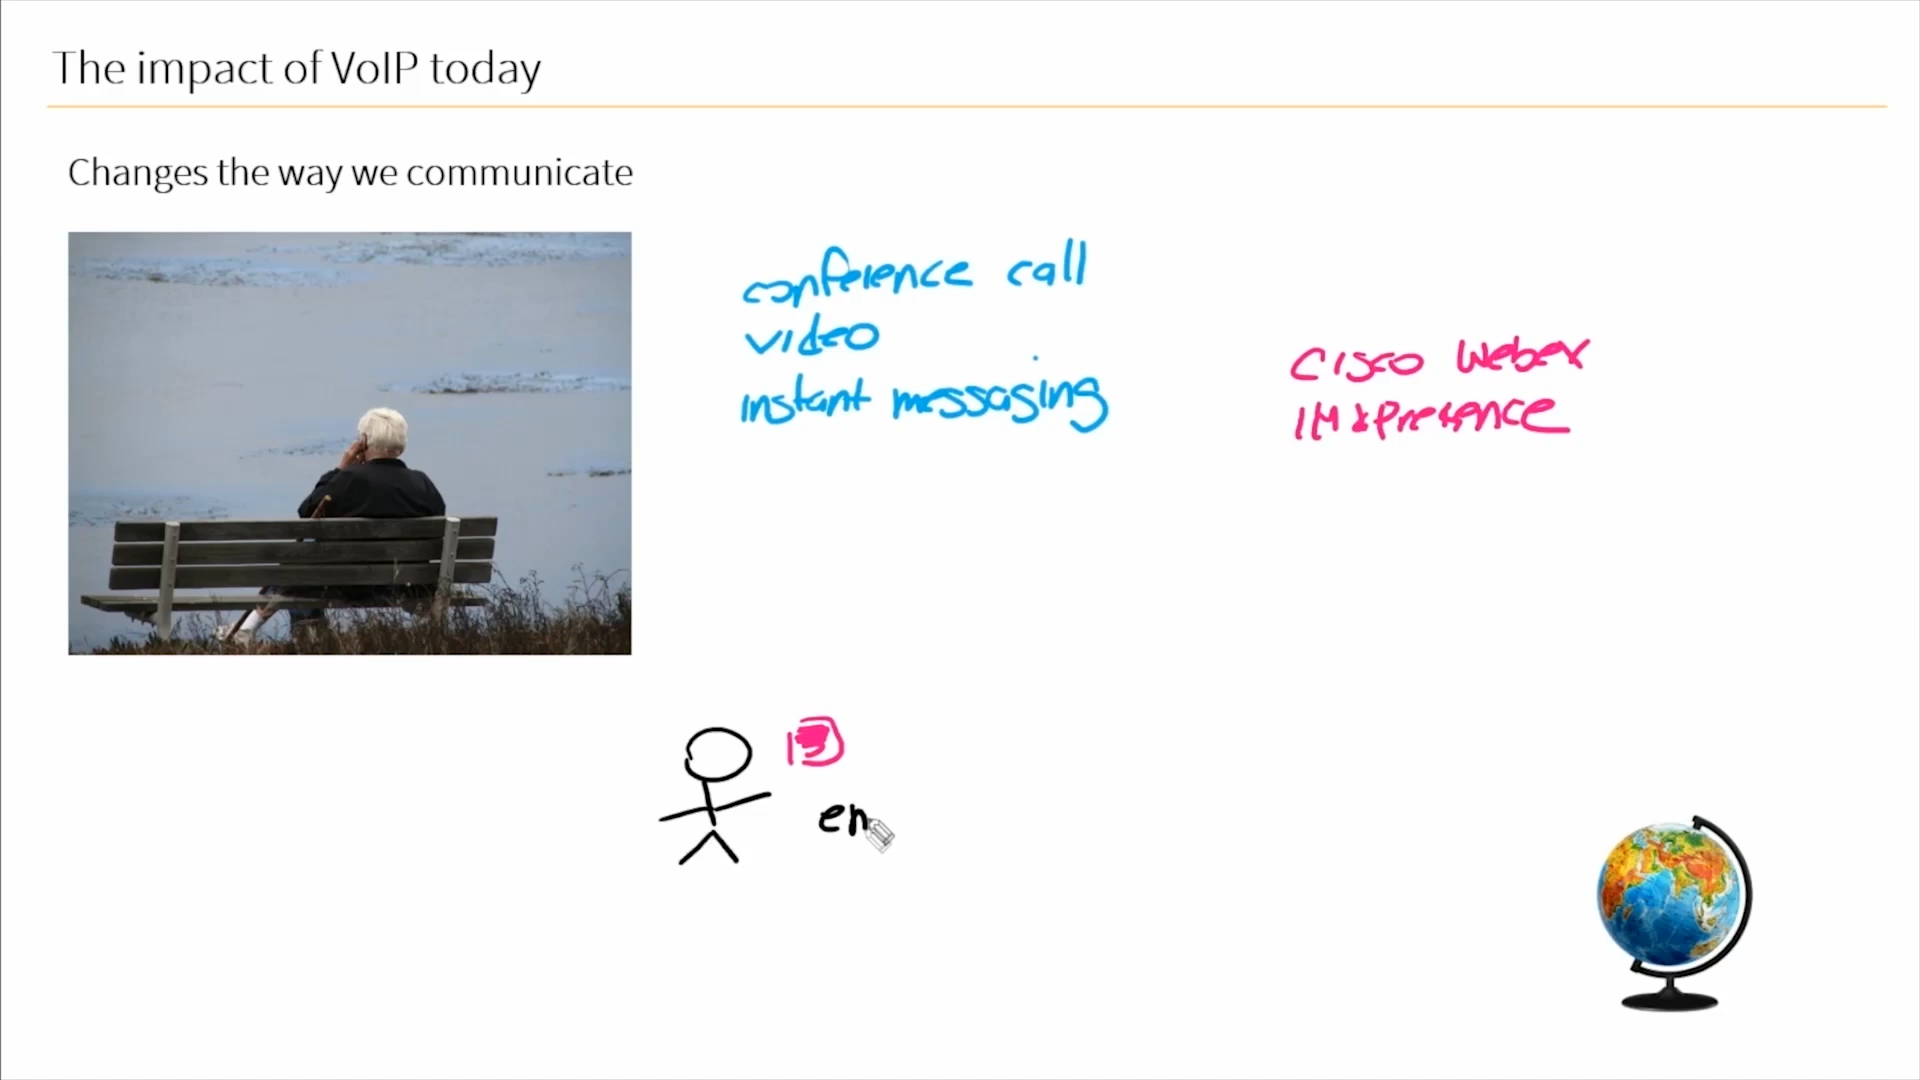 The impact of VoIP today
Changes the way we communicate
conference call
video
instant messaging
Cisco Webex
IM & Presence
en